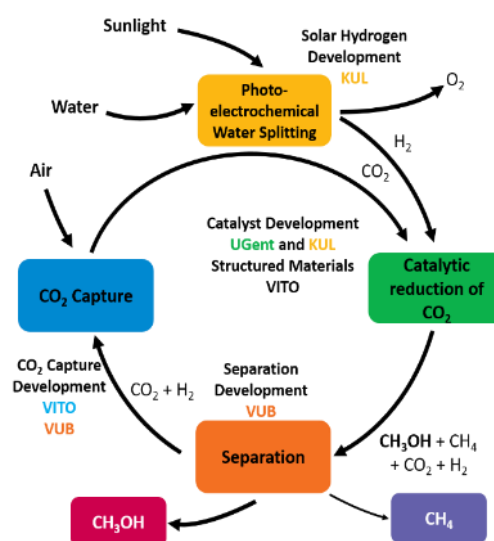 Sunlight
Solar Hydrogen
Development
KUL
Photo-
electrochemical
Water Splitting
O₂
Water
H₂
CO₂
Air
Catalyst Development
UGent and KUL
Structured Materials
VITO
CO₂ Capture
Catalytic
reduction of
CO₂
CO₂ Capture
Development
VITO
VUB
CO₂ + H₂
Separation
Development
VUB
Separation
CH₃OH + CH₄
+ CO₂ + H₂
CH₃OH
CH₄